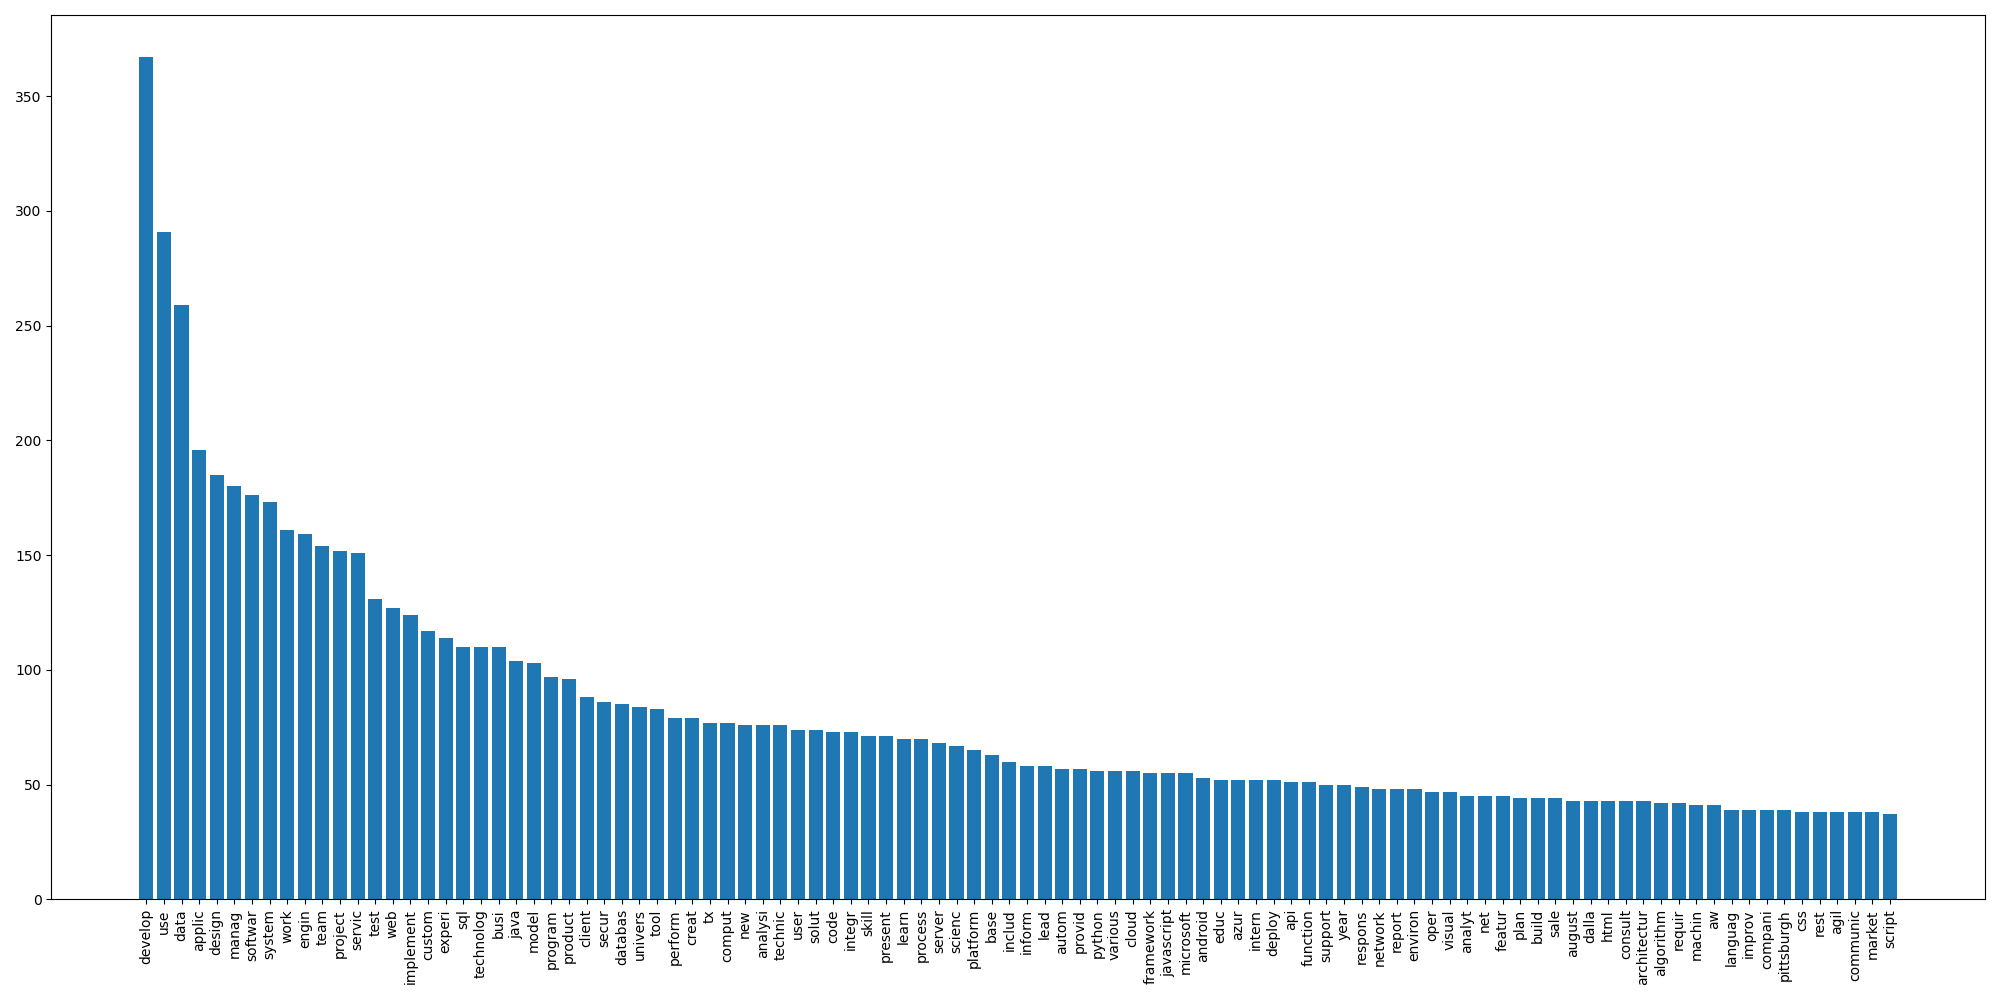 350
300
250
200
150
100
50
0
develop
use
data
applic
design
manag
softwar
system
work
engin
team
project
servic
test
web
implement
custom
experi
sql
technolog
busi
java
model
program
product
client
secur
databas
univers
tool
perform
creat
tx
comput
new
analysi
technic
user
solut
code
integr
skill
present
learn
process
server
scienc
platform
base
includ
inform
lead
autom
provid
python
various
cloud
framework
javascript
microsoft
android
educ
azur
intern
deploy
api
function
support
year
respons
network
report
environ
oper
visual
analyt
net
featur
plan
build
sale
august
dalla
html
consult
architectur
algorithm
requir
machin
aw
languag
improv
compani
pittsburgh
css
rest
agil
communic
market
script